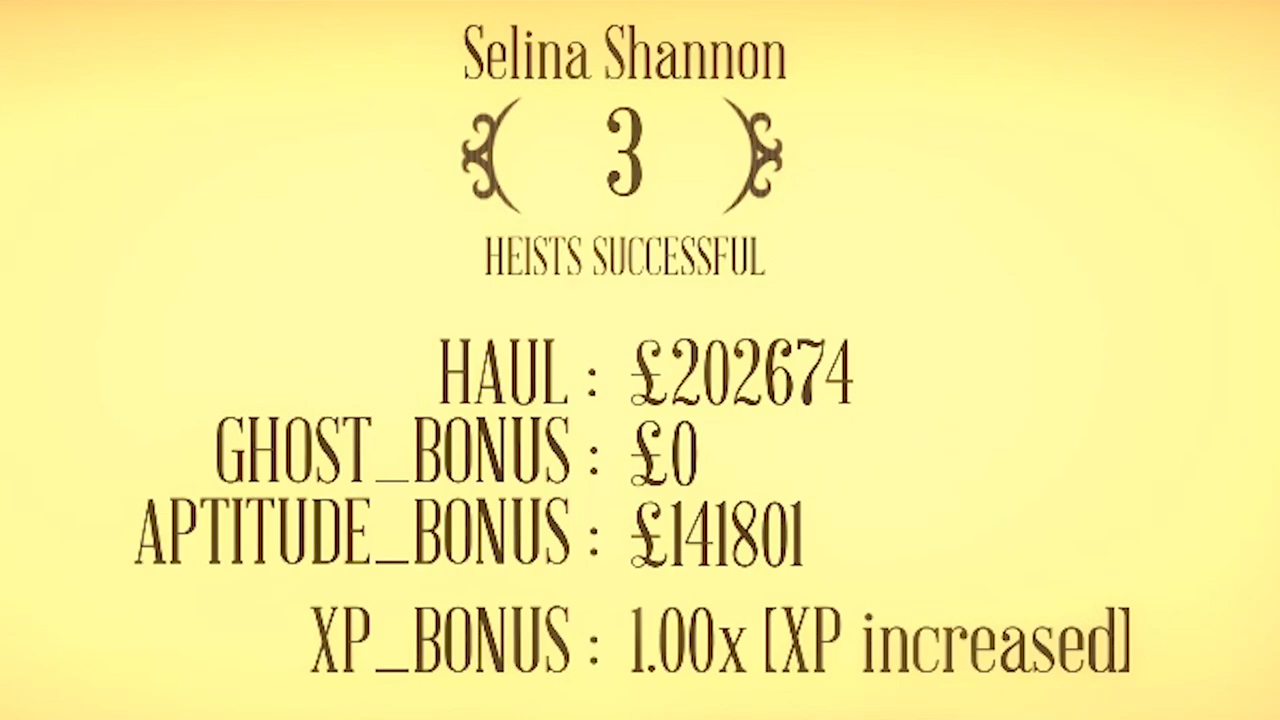 Selina Shannon
3
HEISTS SUCCESSFUL
HAUL : £202674
GHOST_BONUS : £0
APTITUDE_BONUS : £141801
XP_BONUS : 1.00x [XP increased]